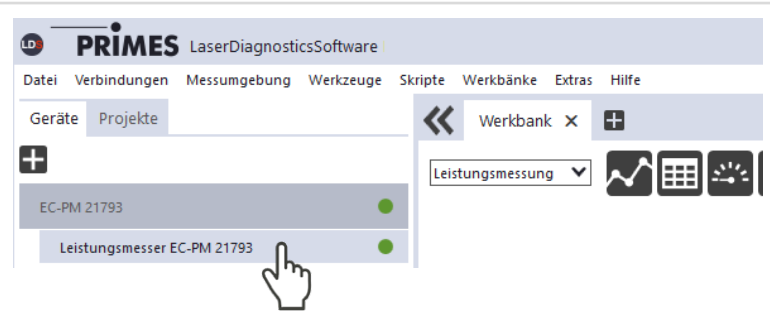 LDS PRIMES LaserDiagnosticsSoftware
Datei Verbindungen Messumgebung Werkzeuge Skripte Werkbänke Extras Hilfe
Geräte Projekte
Werkbank
Leistungsmessung
EC-PM 21793
Leistungsmesser EC-PM 21793